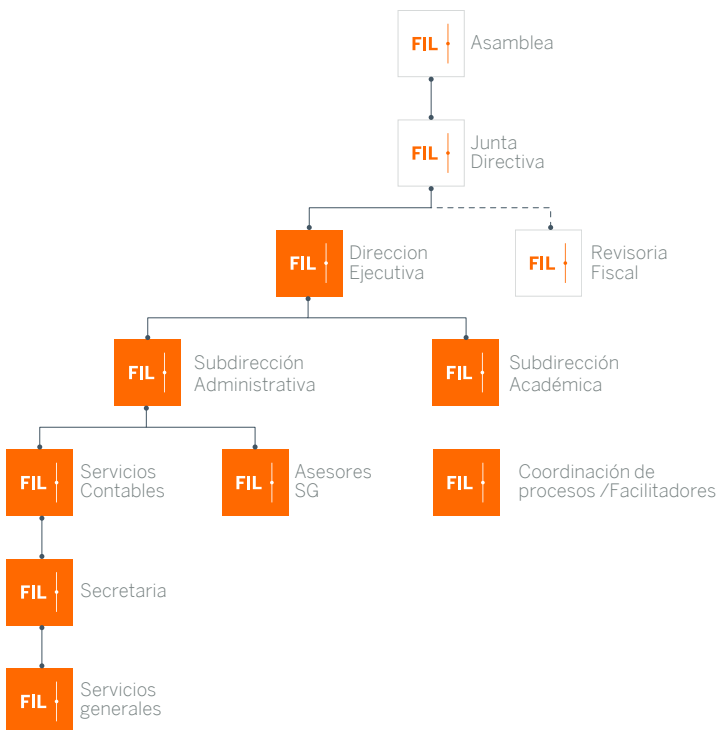 FIL
Asamblea
FIL
Junta
Directiva
FIL
Direccion
Ejecutiva
FIL
Revisoria
Fiscal
FIL
Subdirección
Administrativa
FIL
Subdirección
Académica
FIL
Servicios
Contables
FIL
Asesores
SG
FIL
Coordinación de
procesos /Facilitadores
FIL
Secretaria
FIL
Servicios
generales